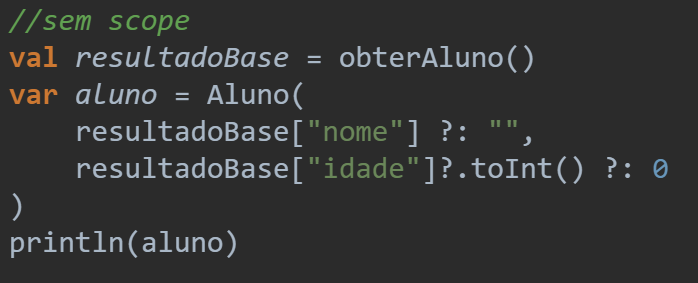 //sem scope
val resultadoBase = obterAluno()
var aluno = Aluno(
    resultadoBase["nome"] ?: "",
    resultadoBase["idade"]?.toInt() ?: 0
)
println(aluno)